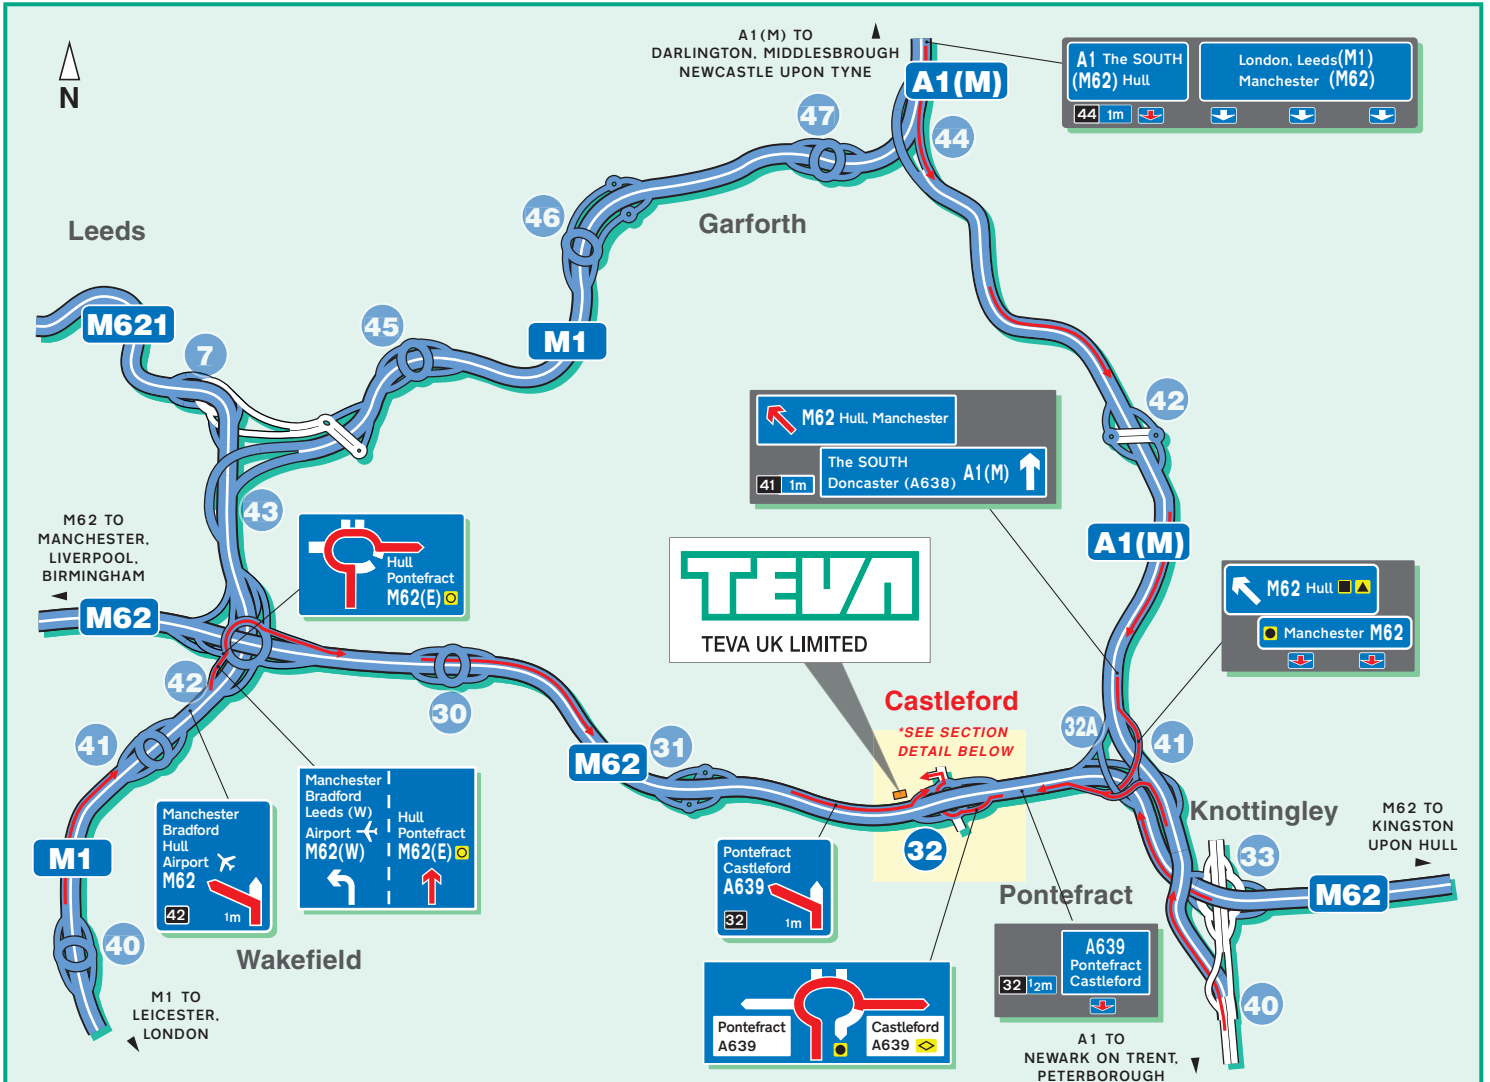 A1(M) TO
DARLINGTON, MIDDLESBROUGH
NEWCASTLE UPON TYNE
N
A1(M)
44
A1 The SOUTH
(M62) Hull
44 1m
London, Leeds(M1)
Manchester (M62)
47
46
Garforth
Leeds
M621
7
45
M1
43
42
M62 Hull, Manchester
The SOUTH
Doncaster (A638)
A1(M)
41 1m
A1(M)
M62 TO
MANCHESTER,
LIVERPOOL,
BIRMINGHAM
M62
Hull
Pontefract
M62(E)
TEVA
TEVA UK LIMITED
M62 Hull
Manchester M62
42
30
41
M62
31
Castleford
*SEE SECTION
DETAIL BELOW
32
32A
41
Knottingley
33
M62 TO
KINGSTON
UPON HULL
M62
M1
40
Manchester
Bradford
Hull
Airport
M62
42
1m
Manchester
Bradford
Leeds (W)
Airport
M62(W)
Hull
Pontefract
M62(E)
Wakefield
M1 TO
LEICESTER,
LONDON
Pontefract
Castleford
A639
32
1m
Pontefract
A639
Castleford
A639
Pontefract
A639
Pontefract
Castleford
32 ½m
40
A1 TO
NEWARK ON TRENT,
PETERBOROUGH